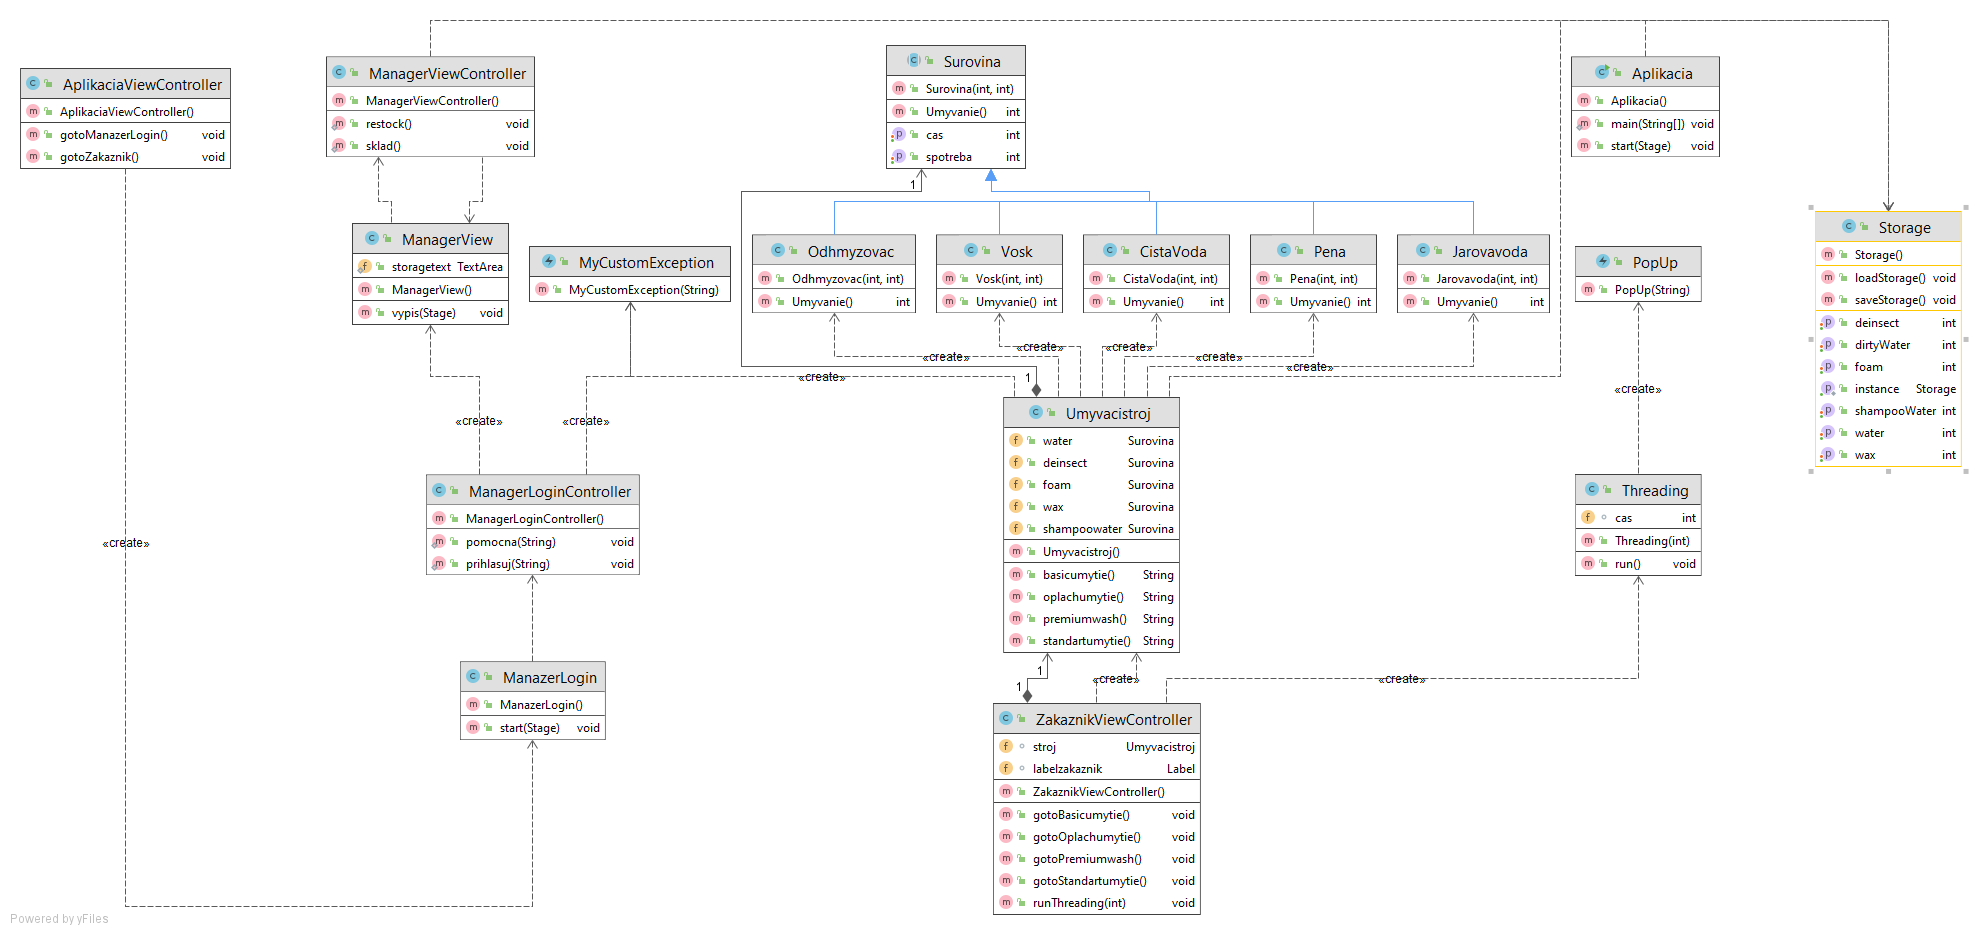 AplikaciaViewController
AplikaciaViewController()
gotoManazerLogin() void
gotoZakaznik() void
ManagerViewController
ManagerViewController()
restock() void
sklad() void
Surovina
Surovina(int, int)
Umyvanie() int
cas int
spotreba int
Aplikacia
Aplikacia()
main(String[]) void
start(Stage) void
1
ManagerView
storagetext TextArea
ManagerView()
vypis(Stage) void
MyCustomException
MyCustomException(String)
Odhmyzovac
Odhmyzovac(int, int)
Umyvanie() int
Vosk
Vosk(int, int)
Umyvanie() int
CistaVoda
CistaVoda(int, int)
Umyvanie() int
Pena
Pena(int, int)
Umyvanie() int
Jarovavoda
Jarovavoda(int, int)
Umyvanie() int
PopUp
PopUp(String)
Storage
Storage()
loadStorage() void
saveStorage() void
deinsect int
dirtyWater int
foam int
instance Storage
shampooWater int
water int
wax int
«create»
«create»
«create»
«create»
«create»
«create»
1
«create»
«create»
«create»
Umyvacistroj
water Surovina
deinsect Surovina
foam Surovina
wax Surovina
shampoowater Surovina
Umyvacistroj()
basicumytie() String
oplachumytie() String
premiumwash() String
standartumytie() String
ManagerLoginController
ManagerLoginController()
pomocna(String) void
prihlasuj(String) void
Threading
cas int
Threading(int)
run() void
«create»
ManazerLogin
ManazerLogin()
start(Stage) void
1
1
«create»
«create»
ZakaznikViewController
stroj Umyvacistroj
labelzakaznik Label
ZakaznikViewController()
gotoBasicumytie() void
gotoOplachumytie() void
gotoPremiumwash() void
gotoStandartumytie() void
runThreading(int) void
Powered by yFiles